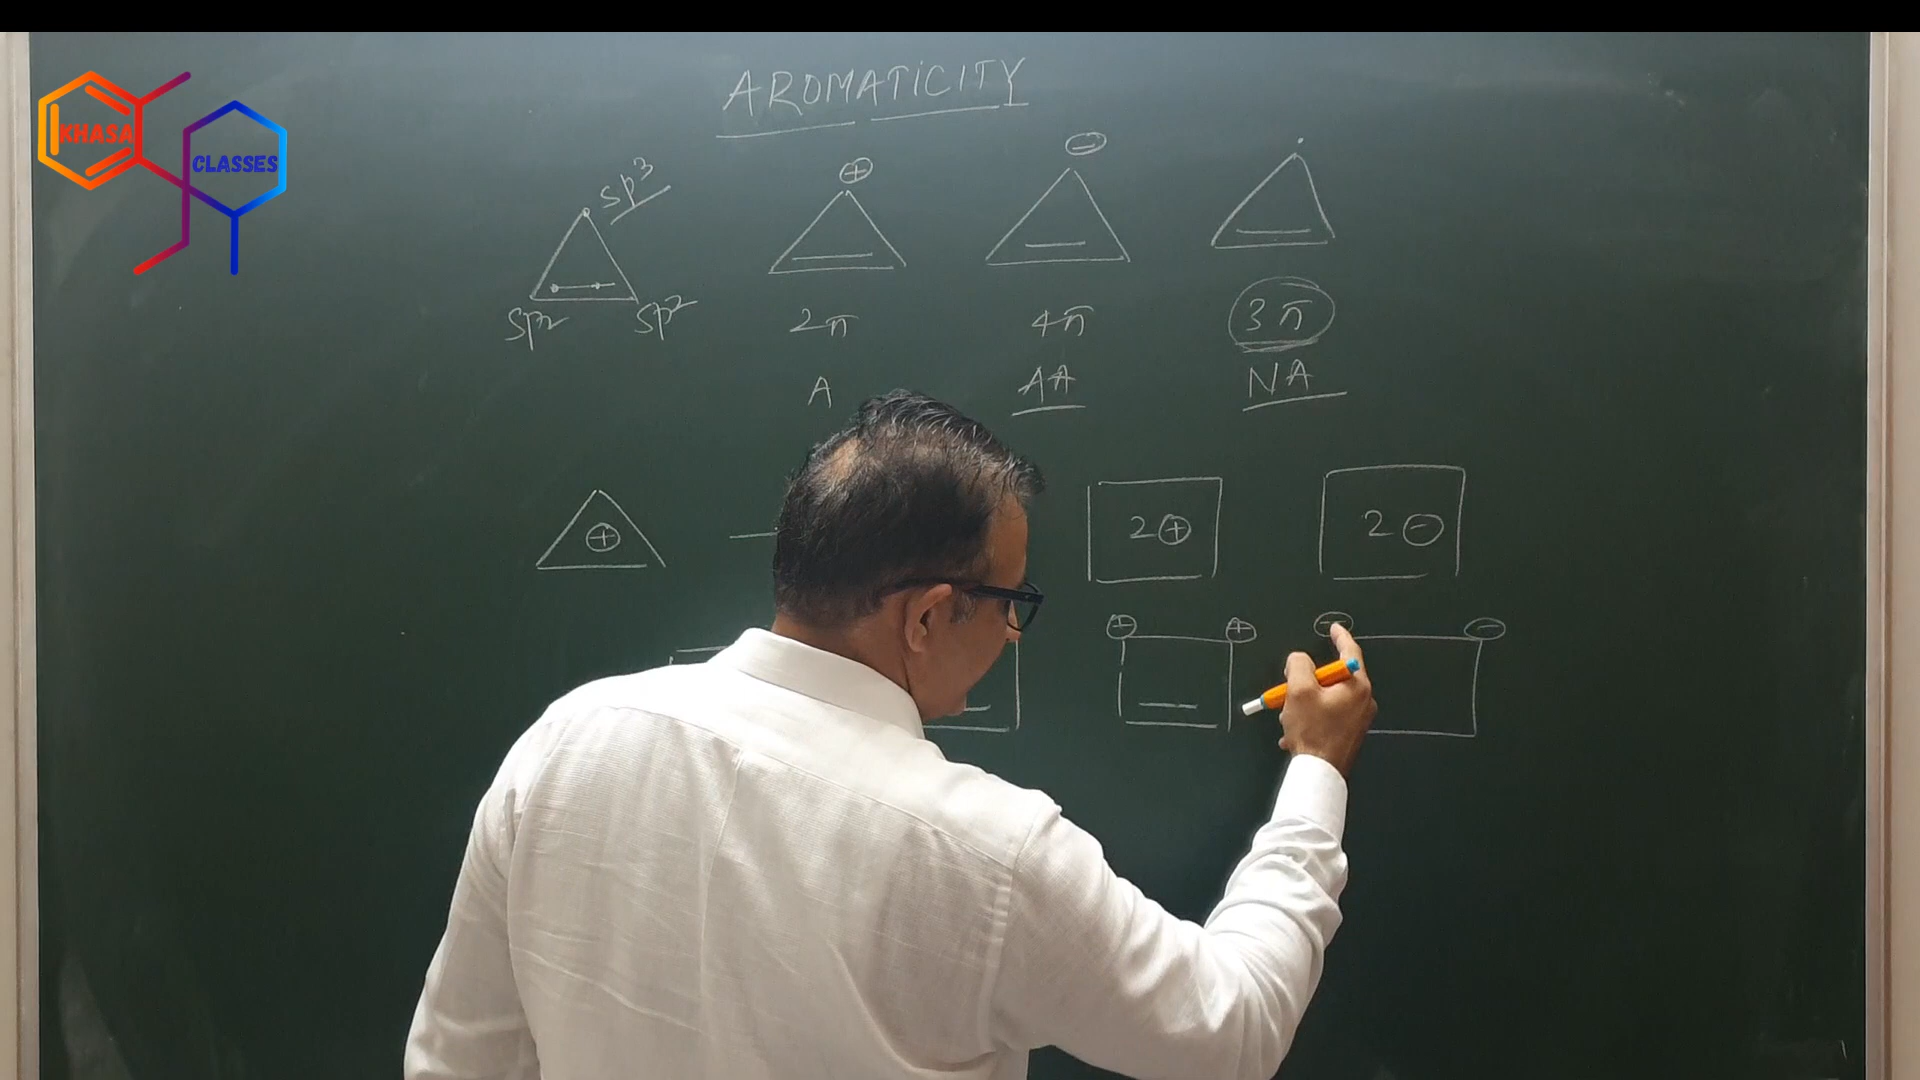 AROMATICITY
KHASA
CLASSES
sp3
⊕
⊖
sp2
sp2
2π
4π
3π
A
AA
NA
⊕
2⊕
2⊖
⊕
⊕
⊖
⊖